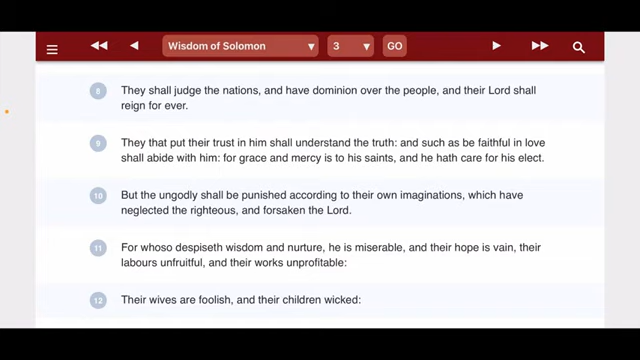 Wisdom of Solomon 3 GO
8 They shall judge the nations, and have dominion over the people, and their Lord shall
reign for ever.
9 They that put their trust in him shall understand the truth: and such as be faithful in love
shall abide with him: for grace and mercy is to his saints, and he hath care for his elect.
10 But the ungodly shall be punished according to their own imaginations, which have
neglected the righteous, and forsaken the Lord.
11 For whoso despiseth wisdom and nurture, he is miserable, and their hope is vain, their
labours unfruitful, and their works unprofitable:
12 Their wives are foolish, and their children wicked: